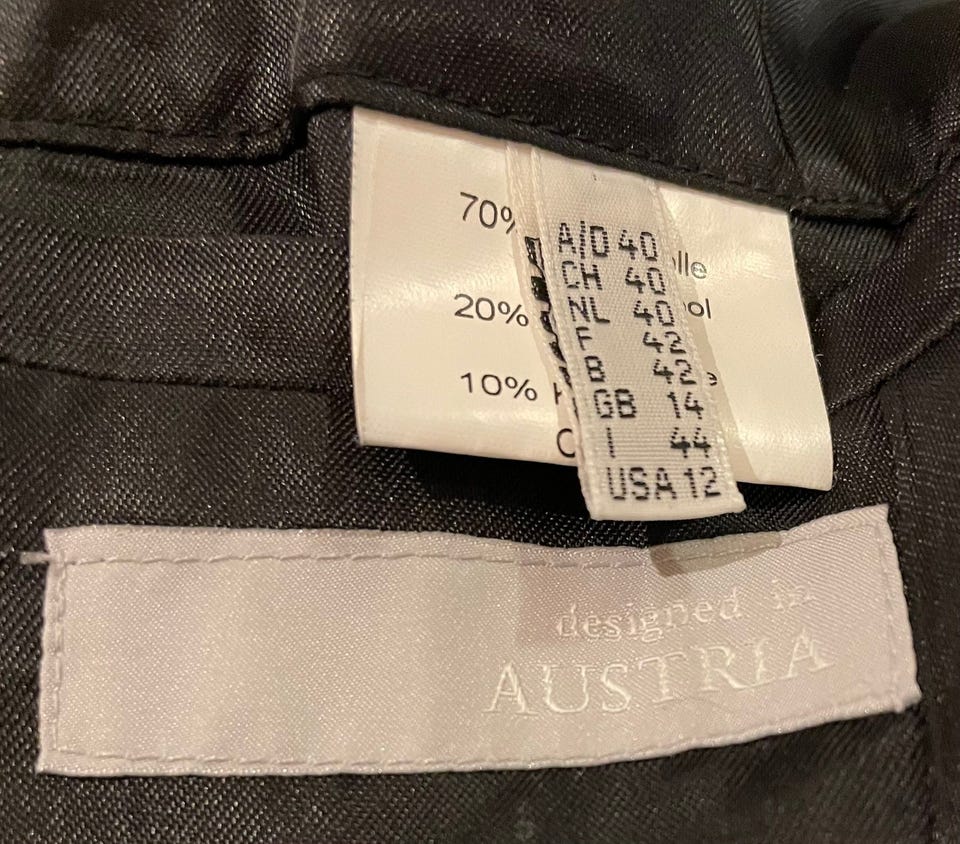 70%
20%
10%
A/D 40
CH 40
NL 40
F 42
B 42
GB 14
I 44
USA 12
designed in
AUSTRIA